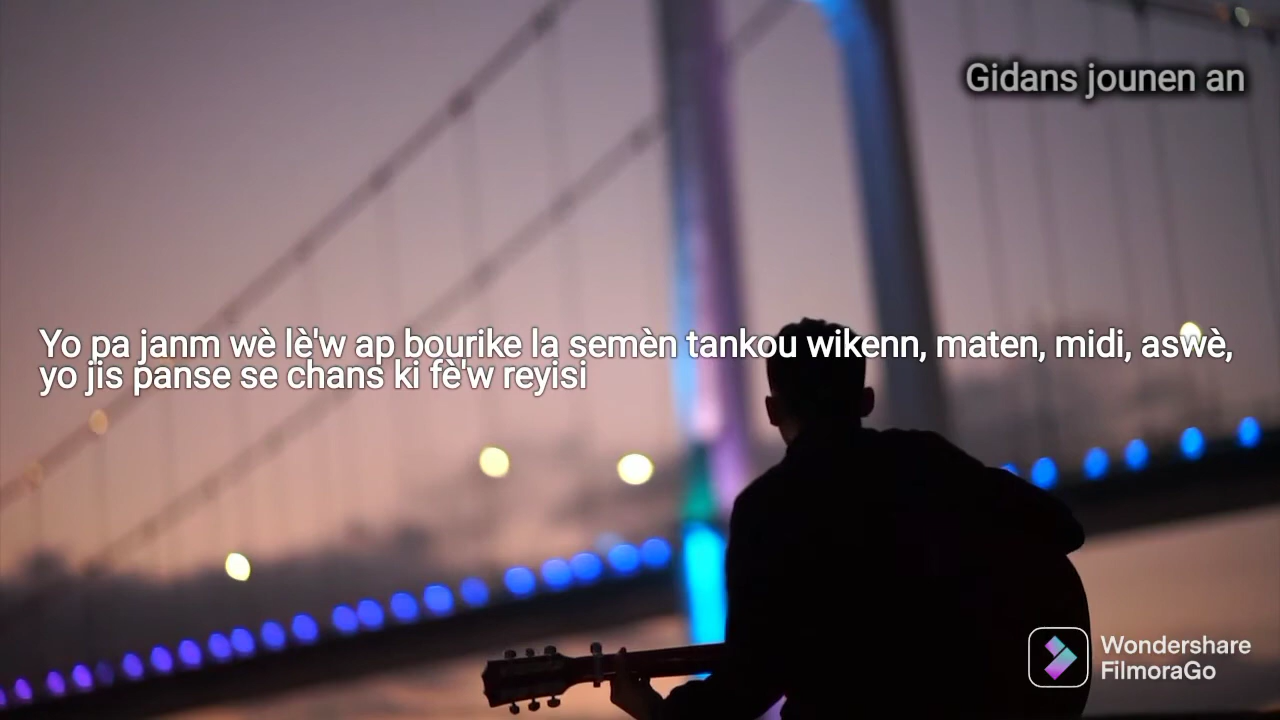 Gidans jounen an
Yo pa janm wè lè'w ap bourike la semèn tankou wikenn, maten, midi, aswè,
yo jis panse se chans ki fè'w reyisi
Wondershare
FilmoraGo